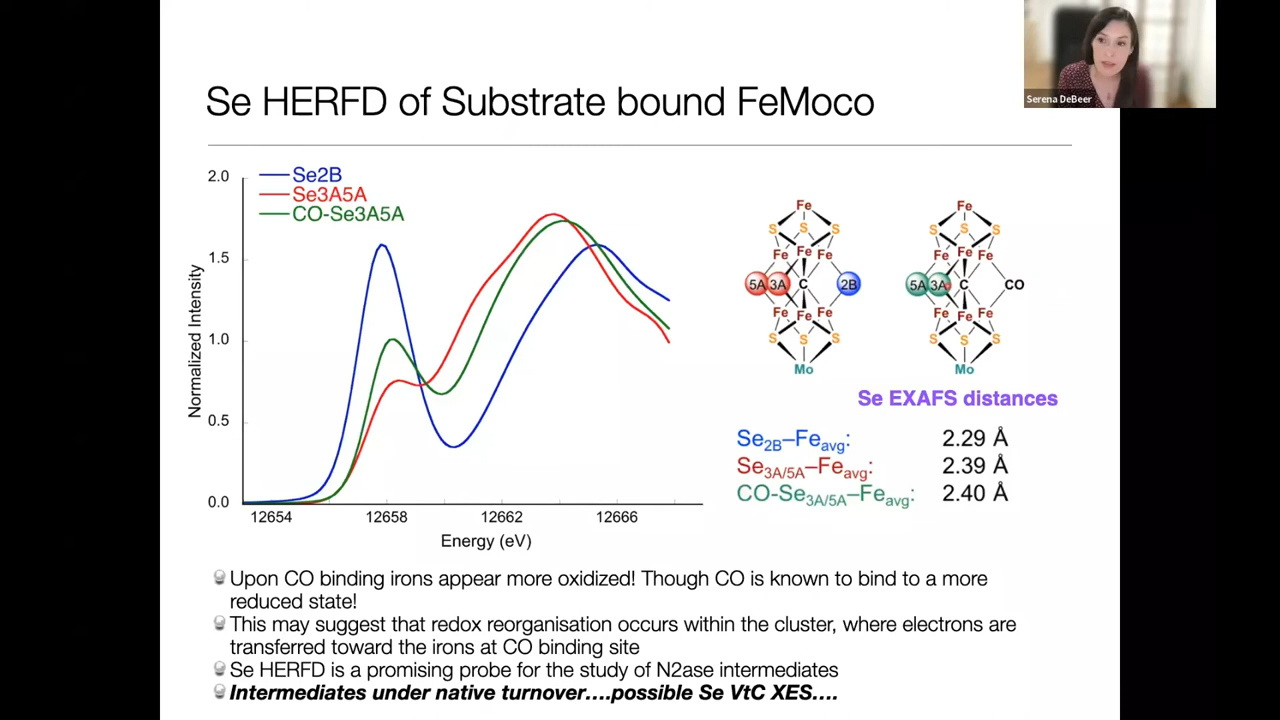 Serena DeBeer
Se HERFD of Substrate bound FeMoco
Se2B
Se3A5A
CO-Se3A5A
2.0
1.5
1.0
0.5
0.0
Normalized Intensity
12654 12658 12662 12666
Energy (eV)
Fe Fe
S S S S S S
Fe Fe Fe Fe Fe Fe
5A 3A C 2B 5A 3A C CO
Fe Fe Fe Fe Fe Fe
S S S S S S
Mo Mo
Se EXAFS distances
Se2B–Feavg: 2.29 Å
Se3A/5A–Feavg: 2.39 Å
CO-Se3A/5A–Feavg: 2.40 Å
Upon CO binding irons appear more oxidized! Though CO is known to bind to a more
reduced state!
This may suggest that redox reorganisation occurs within the cluster, where electrons are
transferred toward the irons at CO binding site
Se HERFD is a promising probe for the study of N2ase intermediates
Intermediates under native turnover....possible Se VtC XES....